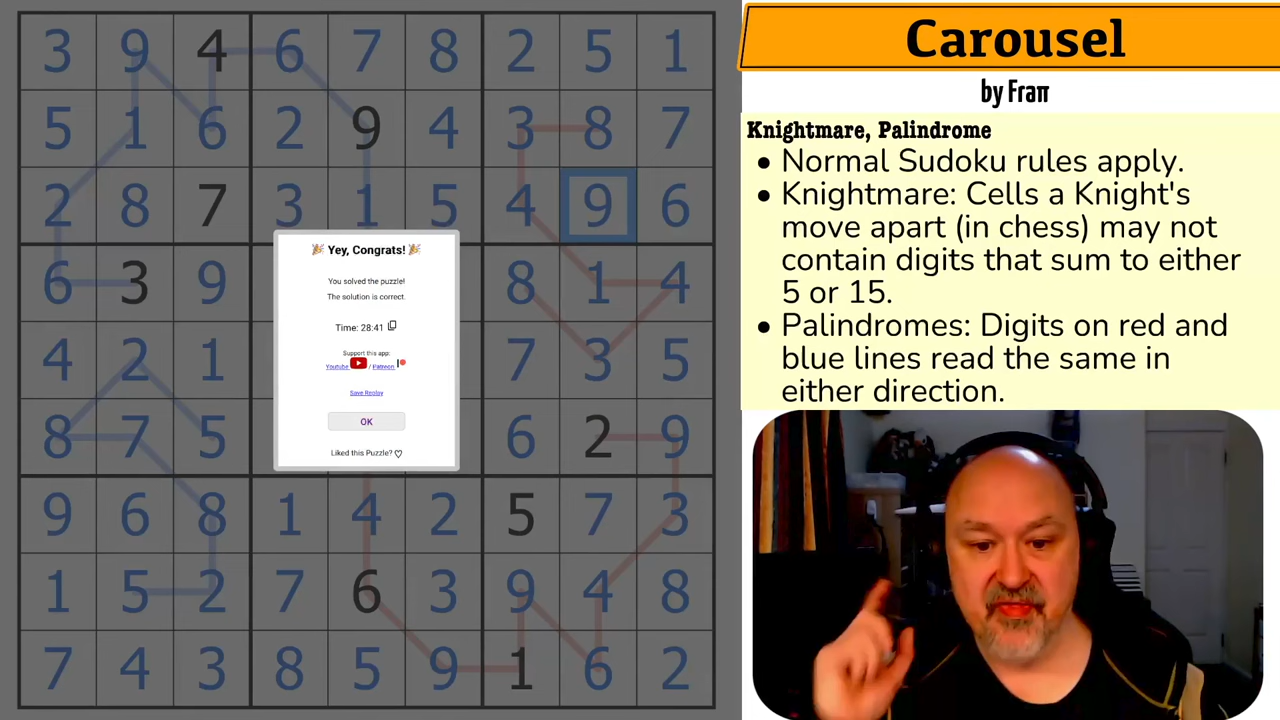 Carousel
by Fraπ
Knightmare, Palindrome
• Normal Sudoku rules apply.
• Knightmare: Cells a Knight's
move apart (in chess) may not
contain digits that sum to either
5 or 15.
• Palindromes: Digits on red and
blue lines read the same in
either direction.
3 9 4 6 7 8 2 5 1
5 1 6 2 9 4 3 8 7
2 8 7 3 1 5 4 9 6
6 3 9 8 1 4
4 2 1 7 3 5
8 7 5 6 2 9
9 6 8 1 4 2 5 7 3
1 5 2 7 6 3 9 4 8
7 4 3 8 5 9 1 6 2
🎉 Yey, Congrats! 🎉
You solved the puzzle!
The solution is correct.
Time: 28:41
Support this app:
Youtube / Patreon
Save Replay
OK
Liked this Puzzle? ♡